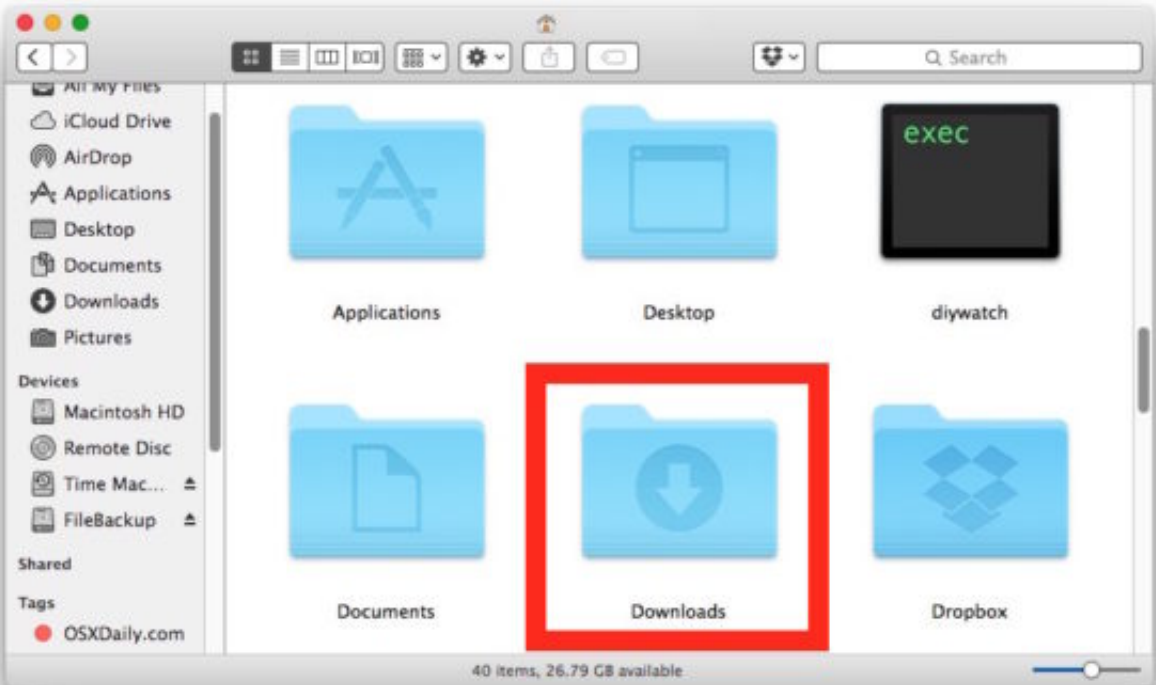 Search
All My Files
iCloud Drive
AirDrop
Applications
Desktop
Documents
Downloads
Pictures
Devices
Macintosh HD
Remote Disc
Time Mac...
FileBackup
Shared
Tags
OSXDaily.com
exec
Applications
Desktop
diywatch
Documents
Downloads
Dropbox
40 items, 26.79 GB available